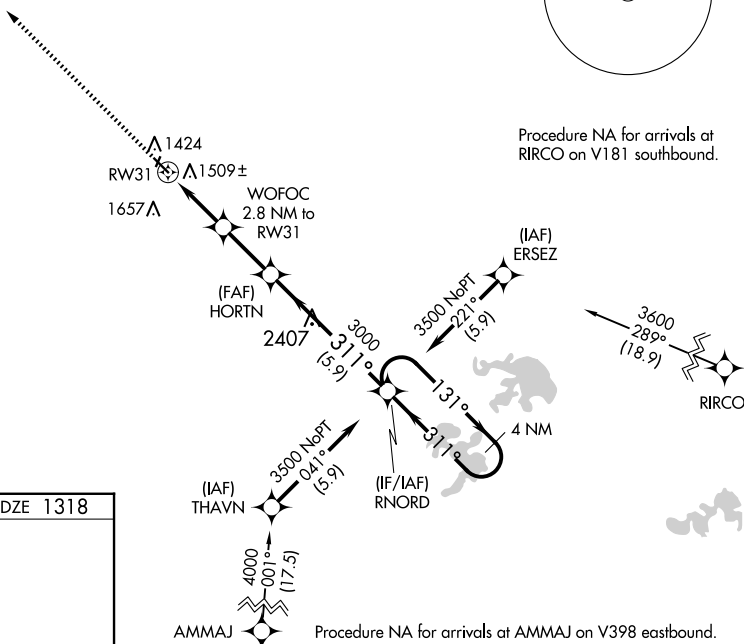 Procedure NA for arrivals at
RIRCO on V181 southbound.
1424
RW31
1509±
1657
WOFOC
2.8 NM to
RW31
(IAF)
ERSEZ
(FAF)
HORTN
3500 NoPT
221°
(5.9)
3600
289°
(18.9)
RIRCO
2407
3000
311°
(5.9)
131°
311°
4 NM
3500 NoPT
041°
(5.9)
(IF/IAF)
RNORD
(IAF)
THAVN
DZE 1318
4000
001°
(17.5)
AMMAJ
Procedure NA for arrivals at AMMAJ on V398 eastbound.